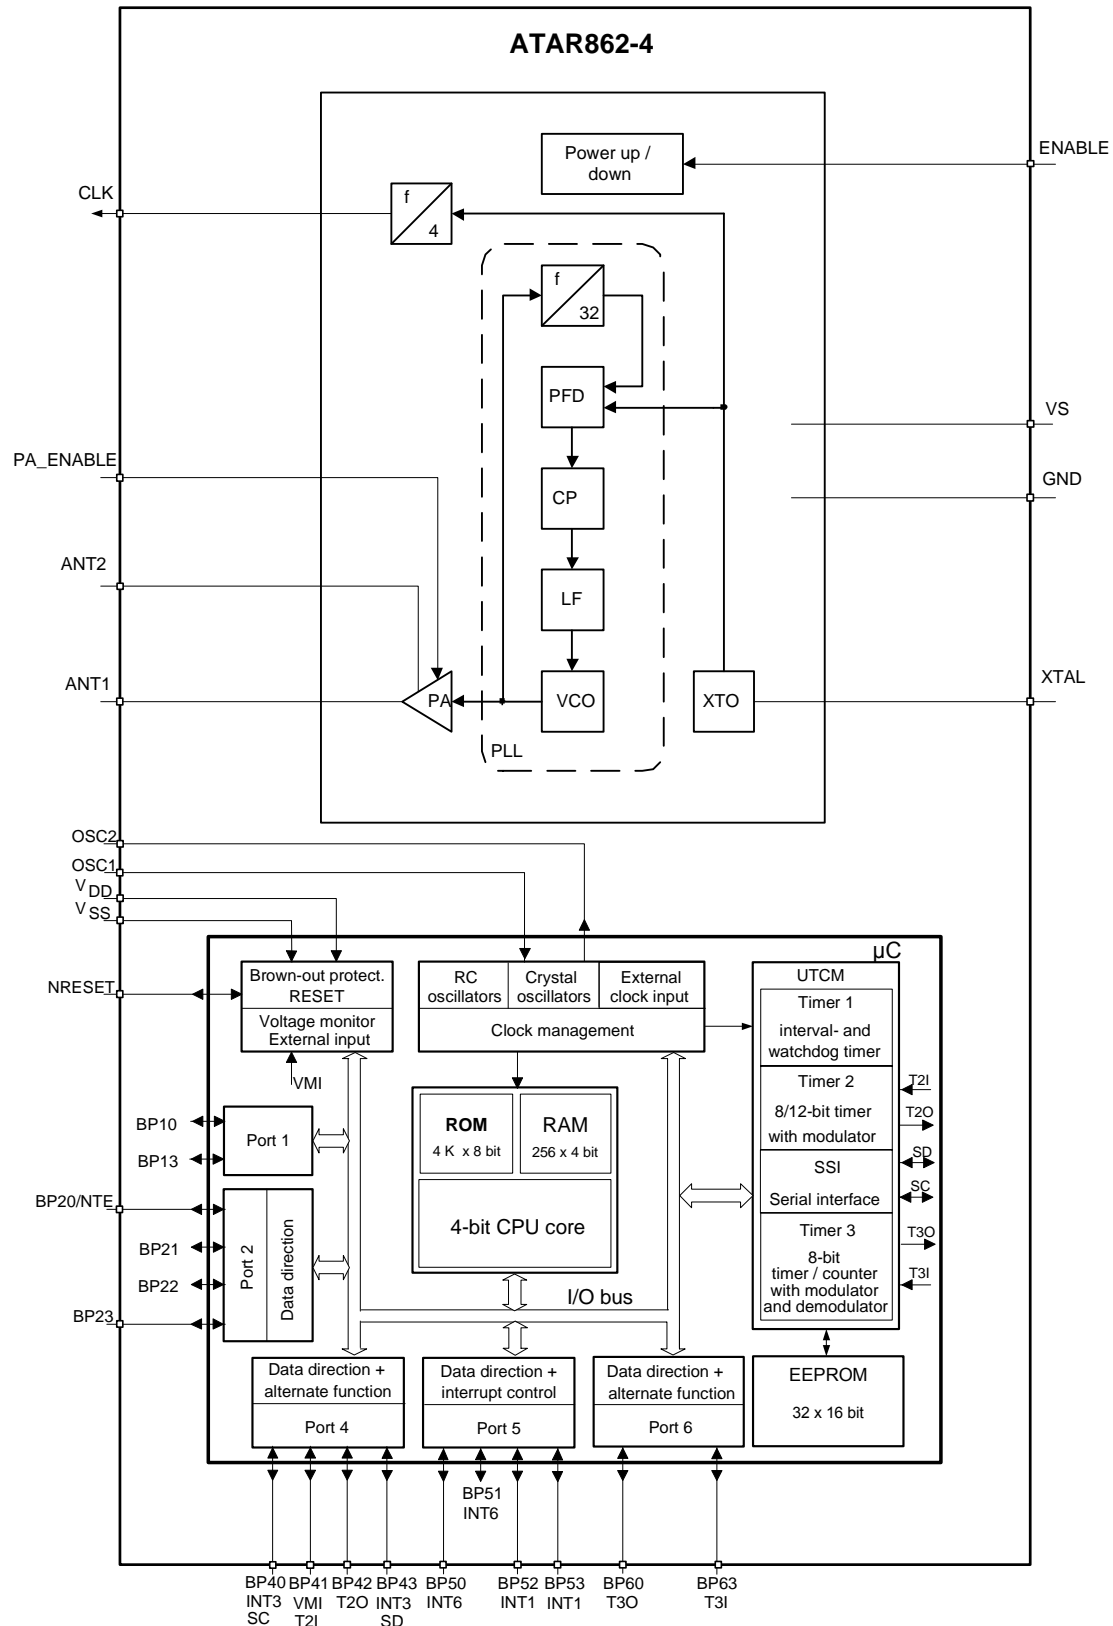 ATAR862-4
Power up /
down
ENABLE
CLK
f
4
f
32
PFD
VS
PA_ENABLE
CP
GND
ANT2
LF
ANT1
PA
VCO
XTO
XTAL
PLL
OSC2
OSC1
V DD
V SS
µC
Brown-out protect.
RESET
Voltage monitor
External input
RC
oscillators
Crystal
oscillators
External
clock input
Clock management
UTCM
Timer 1
interval- and
watchdog timer
NRESET
VMI
Timer 2
8/12-bit timer
with modulator
T2I
T2O
ROM
4 K x 8 bit
RAM
256 x 4 bit
BP10
Port 1
BP13
SSI
Serial interface
SD
SC
4-bit CPU core
BP20/NTE
BP21
BP22
BP23
Port 2
Data direction
Timer 3
8-bit
timer / counter
with modulator
and demodulator
T3O
T3I
I/O bus
Data direction +
alternate function
Port 4
Data direction +
interrupt control
Port 5
Data direction +
alternate function
Port 6
EEPROM
32 x 16 bit
BP51
INT6
BP40
INT3
SC
BP41
VMI
T2I
BP42
T2O
BP43
INT3
SD
BP50
INT6
BP52
INT1
BP53
INT1
BP60
T3O
BP63
T3I